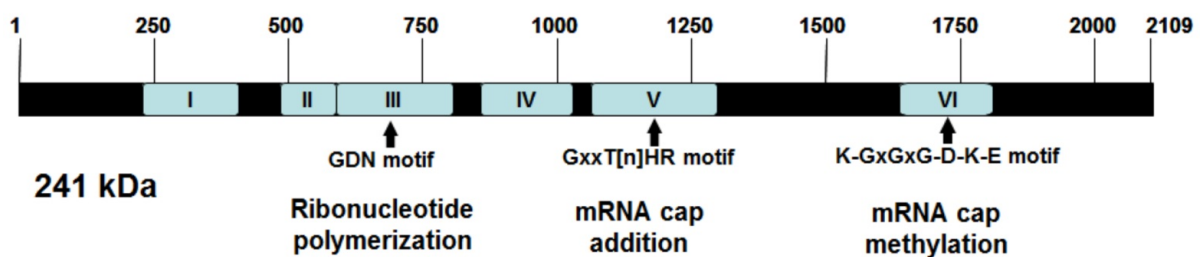 1 250 500 750 1000 1250 1500 1750 2000 2109
I II III IV V VI
GDN motif GxxT[n]HR motif K-GxGxG-D-K-E motif
241 kDa
Ribonucleotide mRNA cap mRNA cap
polymerization addition methylation